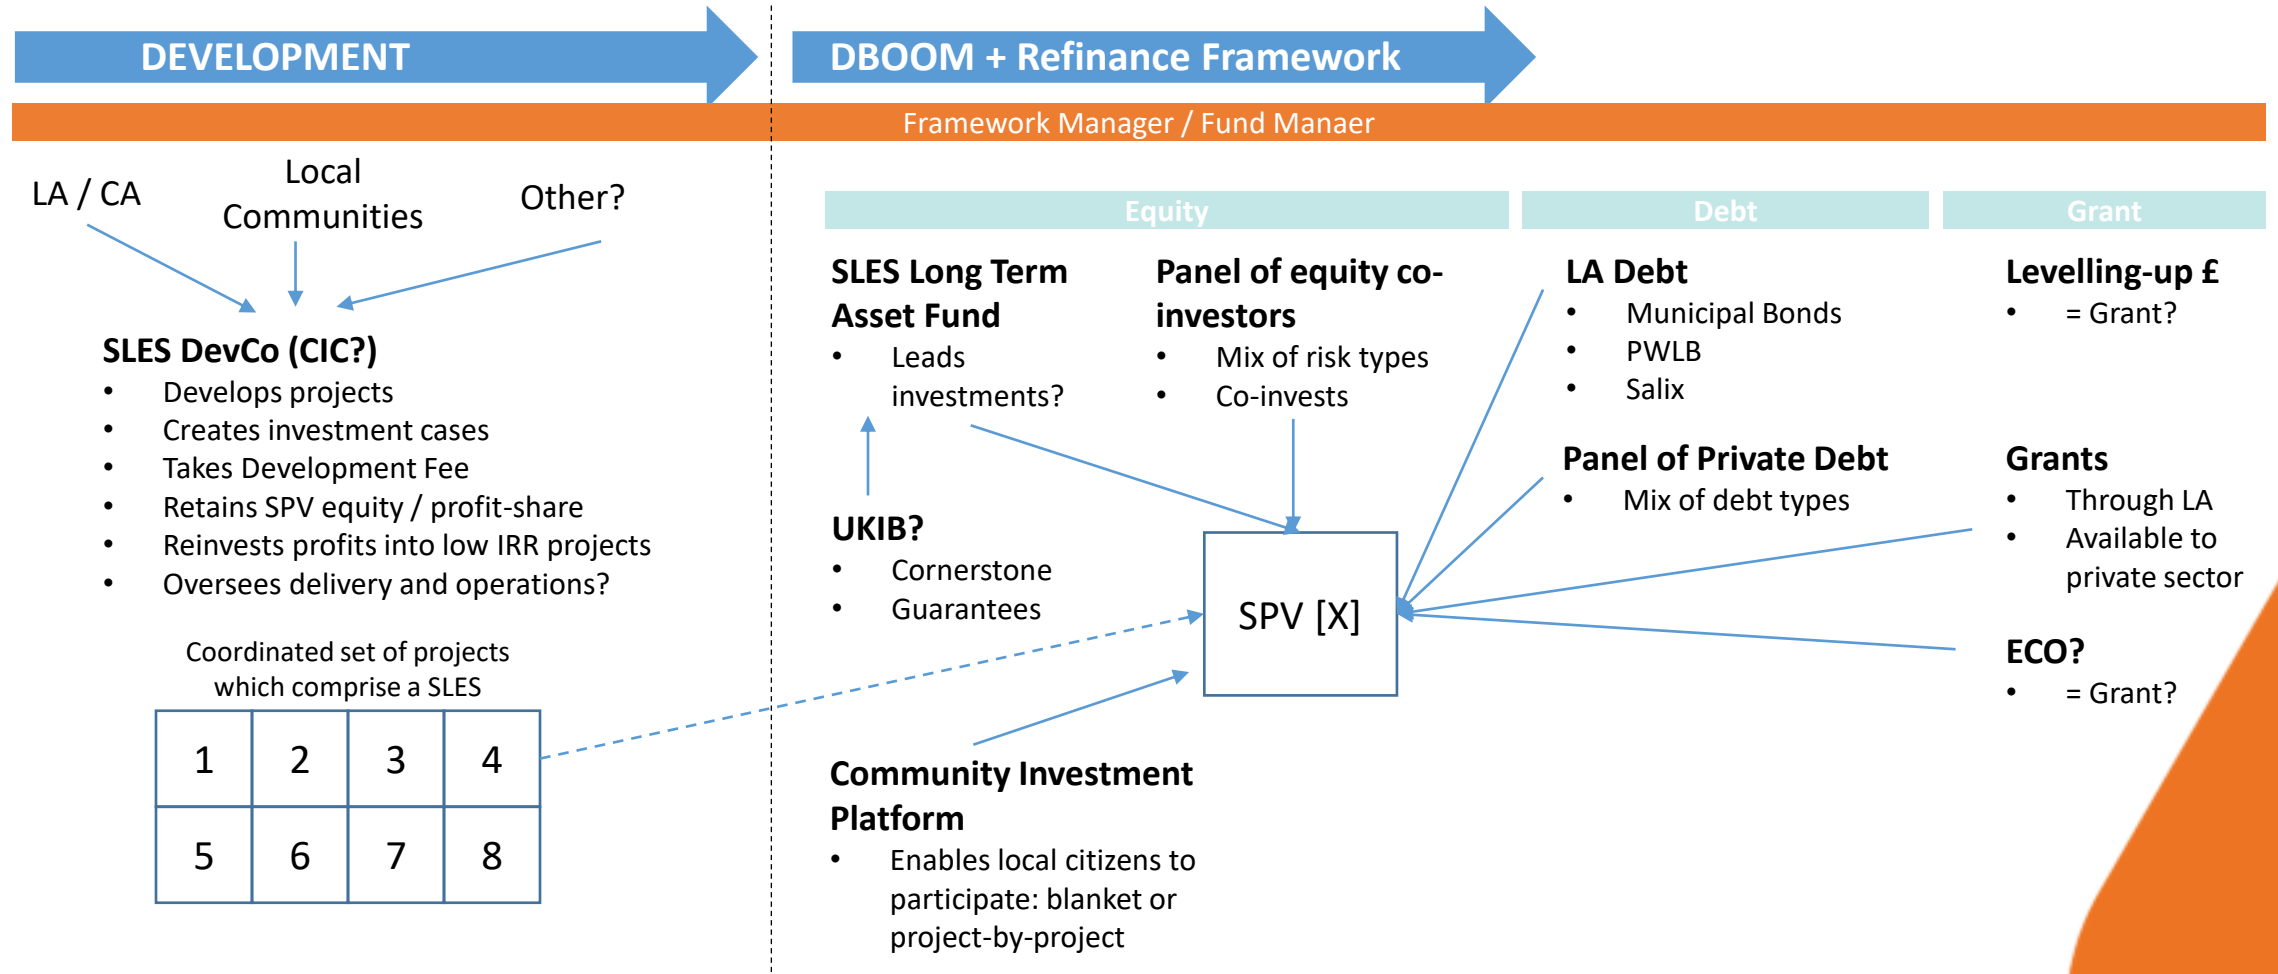 DEVELOPMENT
DBOOM + Refinance Framework
Framework Manager / Fund Manaer
LA / CA
Local
Communities
Other?
SLES DevCo (CIC?)
• Develops projects
• Creates investment cases
• Takes Development Fee
• Retains SPV equity / profit-share
• Reinvests profits into low IRR projects
• Oversees delivery and operations?
Coordinated set of projects
which comprise a SLES
1 2 3 4
5 6 7 8
Equity
SLES Long Term
Asset Fund
• Leads
investments?
Panel of equity co-
investors
• Mix of risk types
• Co-invests
UKIB?
• Cornerstone
• Guarantees
SPV [X]
Community Investment
Platform
• Enables local citizens to
participate: blanket or
project-by-project
Debt
LA Debt
• Municipal Bonds
• PWLB
• Salix
Panel of Private Debt
• Mix of debt types
Grant
Levelling-up £
• = Grant?
Grants
• Through LA
• Available to
private sector
ECO?
• = Grant?